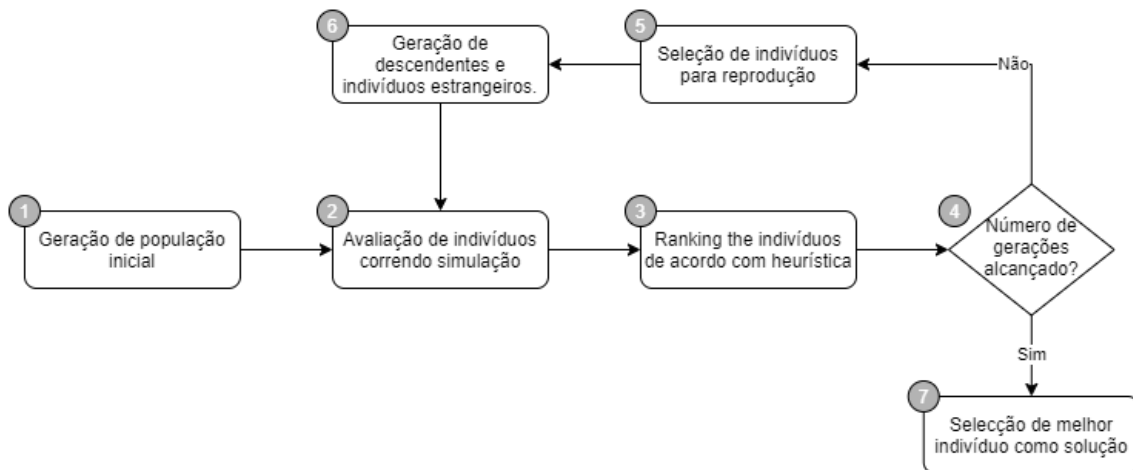 6
Geração de
descendentes e
indivíduos estrangeiros.
5
Seleção de indivíduos
para reprodução
Não
1
Geração de população
inicial
2
Avaliação de indivíduos
correndo simulação
3
Ranking the indivíduos
de acordo com heurística
4
Número de
gerações
alcançado?
Sim
7
Selecção de melhor
indivíduo como solução